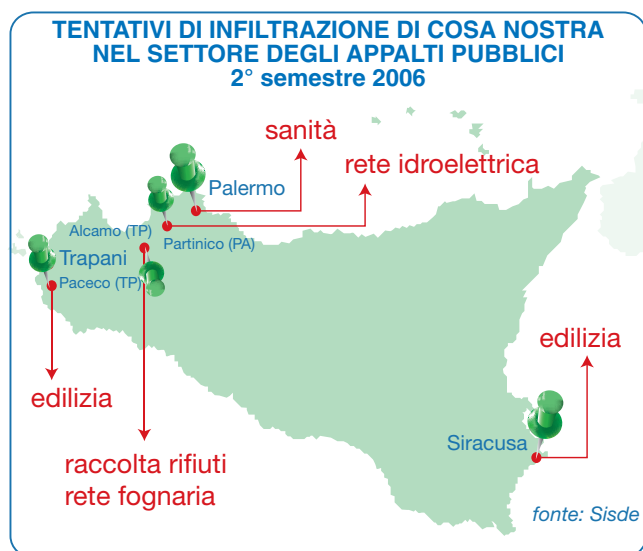 TENTATIVI DI INFILTRAZIONE DI COSA NOSTRA
NEL SETTORE DEGLI APPALTI PUBBLICI
2° semestre 2006
sanità
rete idroelettrica
Palermo
Alcamo (TP)
Partinico (PA)
Trapani
Paceco (TP)
edilizia
edilizia
Siracusa
raccolta rifiuti
rete fognaria
fonte: Sisde